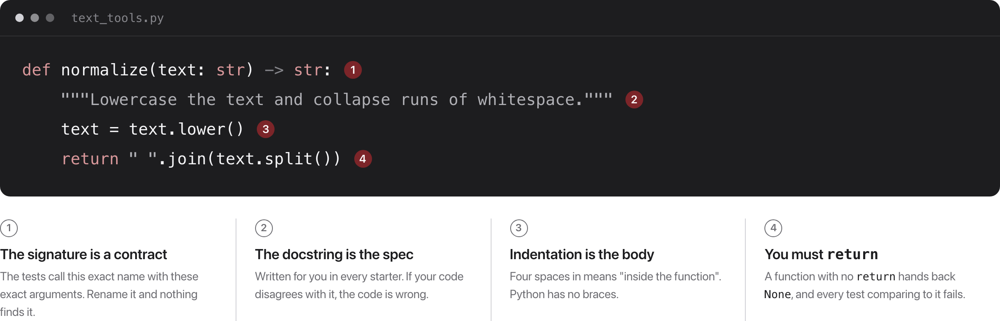 text_tools.py
def normalize(text: str) -> str: 1
"""Lowercase the text and collapse runs of whitespace.""" 2
text = text.lower() 3
return " ".join(text.split()) 4
1
The signature is a contract
The tests call this exact name with these
exact arguments. Rename it and nothing
finds it.
2
The docstring is the spec
Written for you in every starter. If your code
disagrees with it, the code is wrong.
3
Indentation is the body
Four spaces in means "inside the function".
Python has no braces.
4
You must return
A function with no return hands back
None, and every test comparing to it fails.